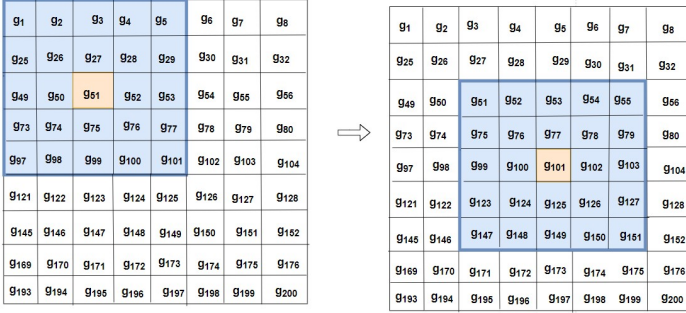 g1 g2 g3 g4 g5 g6 g7 g8
g25 g26 g27 g28 g29 g30 g31 g32
g49 g50 g51 g52 g53 g54 g55 g56
g73 g74 g75 g76 g77 g78 g79 g80
g97 g98 g99 g100 g101 g102 g103 g104
g121 g122 g123 g124 g125 g126 g127 g128
g145 g146 g147 g148 g149 g150 g151 g152
g169 g170 g171 g172 g173 g174 g175 g176
g193 g194 g195 g196 g197 g198 g199 g200
g1 g2 g3 g4 g5 g6 g7 g8
g25 g26 g27 g28 g29 g30 g31 g32
g49 g50 g51 g52 g53 g54 g55 g56
g73 g74 g75 g76 g77 g78 g79 g80
g97 g98 g99 g100 g101 g102 g103 g104
g121 g122 g123 g124 g125 g126 g127 g128
g145 g146 g147 g148 g149 g150 g151 g152
g169 g170 g171 g172 g173 g174 g175 g176
g193 g194 g195 g196 g197 g198 g199 g200